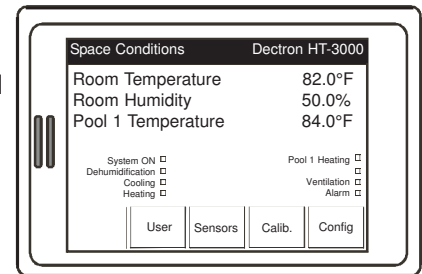 Space Conditions Dectron HT-3000
Room Temperature 82.0°F
Room Humidity 50.0%
Pool 1 Temperature 84.0°F
System ON Pool 1 Heating
Dehumidification
Cooling Ventilation
Heating Alarm
User Sensors Calib. Config